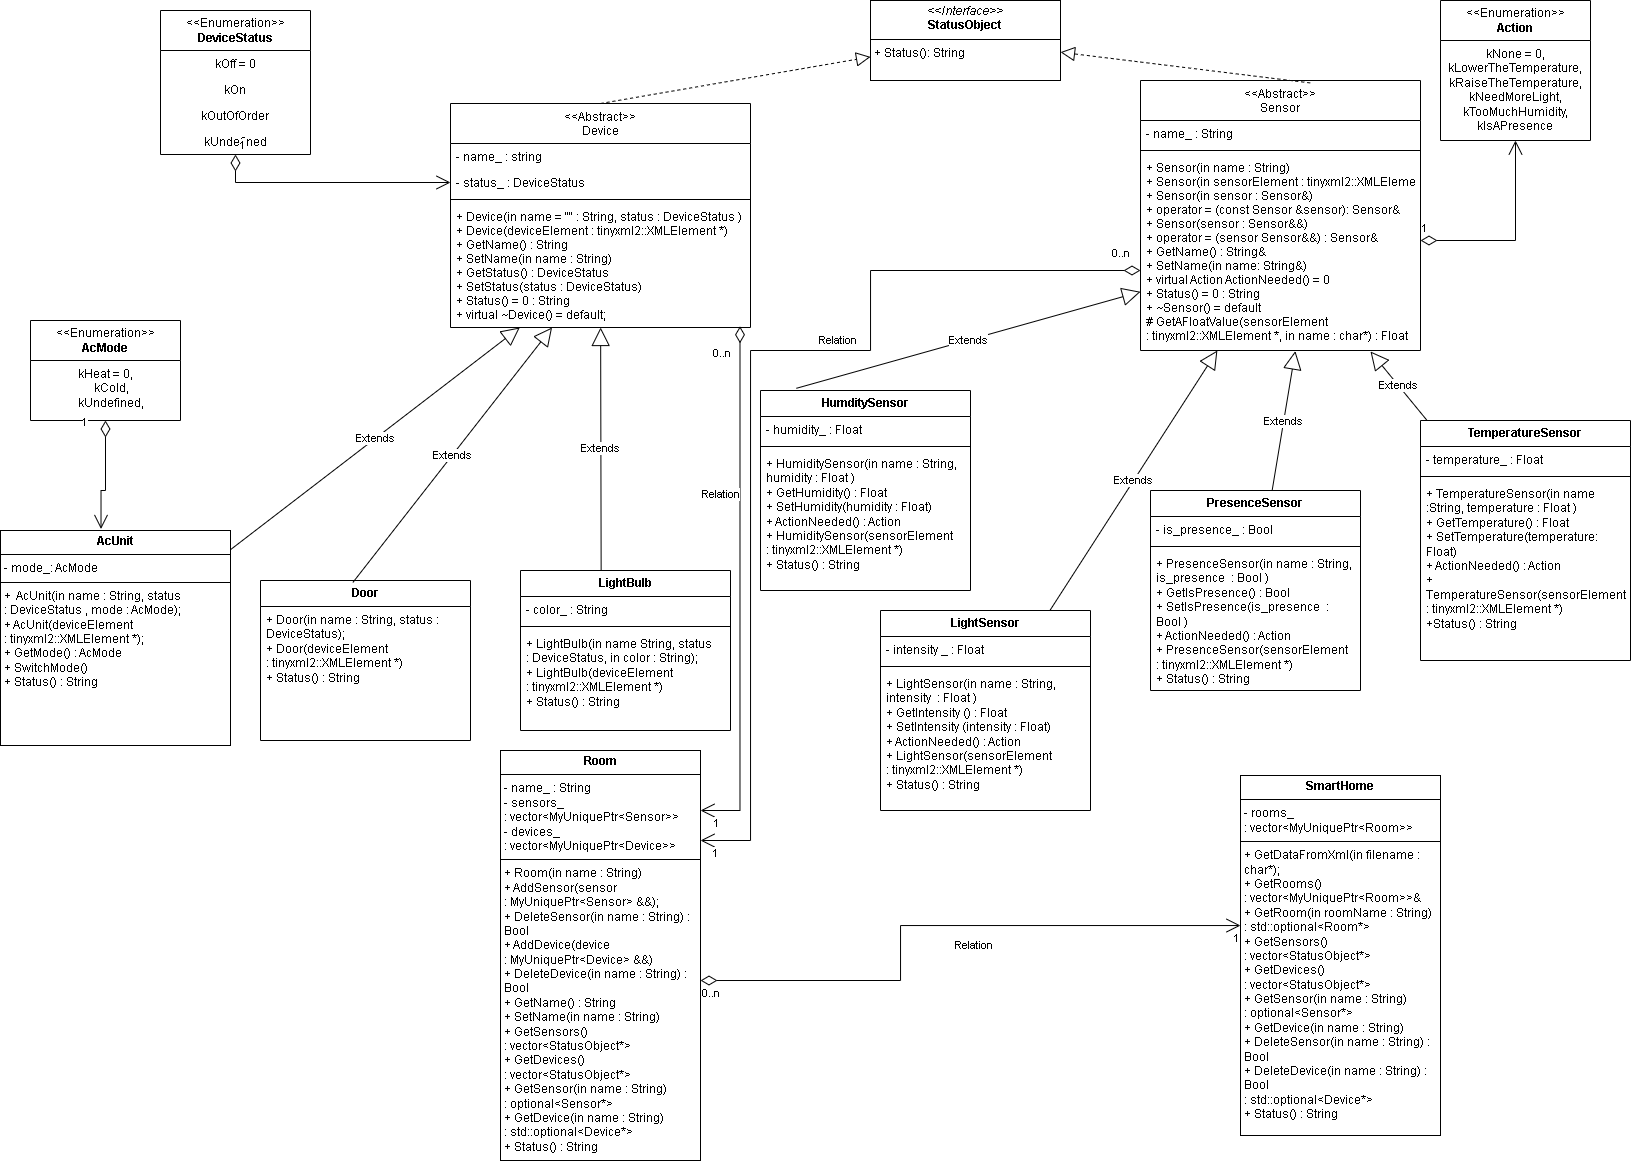 <<Enumeration>>
DeviceStatus
kOff = 0
kOn
kOutOfOrder
kUndefined
<<Interface>>
StatusObject
+ Status(): String
<<Enumeration>>
Action
kNone = 0,
kLowerTheTemperature,
kRaiseTheTemperature,
kNeedMoreLight,
kTooMuchHumidity,
kIsAPresence
<<Abstract>>
Device
- name_ : string
- status_ : DeviceStatus
+ Device(in name = "" : String, status : DeviceStatus )
+ Device(deviceElement : tinyxml2::XMLElement *)
+ GetName() : String
+ SetName(in name : String)
+ GetStatus() : DeviceStatus
+ SetStatus(status : DeviceStatus)
+ Status() = 0 : String
+ virtual ~Device() = default;
<<Abstract>>
Sensor
- name_ : String
+ Sensor(in name : String)
+ Sensor(in sensorElement : tinyxml2::XMLEleme
+ Sensor(in sensor : Sensor&)
+ operator = (const Sensor &sensor): Sensor&
+ Sensor(sensor : Sensor&&)
+ operator = (sensor Sensor&&) : Sensor&
+ GetName() : String&
+ SetName(in name: String&)
+ virtual Action ActionNeeded() = 0
+ Status() = 0 : String
+ ~Sensor() = default
# GetAFloatValue(sensorElement
: tinyxml2::XMLElement *, in name : char*) : Float
1
0..n
0..n
Relation
Extends
Extends
Extends
Extends
<<Enumeration>>
AcMode
kHeat = 0,
kCold,
kUndefined,
1
Extends
Extends
Extends
Relation
AcUnit
- mode_: AcMode
+ AcUnit(in name : String, status
: DeviceStatus , mode : AcMode);
+ AcUnit(deviceElement
: tinyxml2::XMLElement *);
+ GetMode() : AcMode
+ SwitchMode()
+ Status() : String
Door
+ Door(in name : String, status :
DeviceStatus);
+ Door(deviceElement
: tinyxml2::XMLElement *)
+ Status() : String
LightBulb
- color_ : String
+ LightBulb(in name String, status
: DeviceStatus, in color : String);
+ LightBulb(deviceElement
: tinyxml2::XMLElement *)
+ Status() : String
HumditySensor
- humidity_ : Float
+ HumiditySensor(in name : String,
humidity : Float )
+ GetHumidity() : Float
+ SetHumidity(humidity : Float)
+ ActionNeeded() : Action
+ HumiditySensor(sensorElement
: tinyxml2::XMLElement *)
+ Status() : String
LightSensor
- intensity _ : Float
+ LightSensor(in name : String,
intensity : Float )
+ GetIntensity () : Float
+ SetIntensity (intensity : Float)
+ ActionNeeded() : Action
+ LightSensor(sensorElement
: tinyxml2::XMLElement *)
+ Status() : String
PresenceSensor
- is_presence_ : Bool
+ PresenceSensor(in name : String,
is_presence : Bool )
+ GetIsPresence() : Bool
+ SetIsPresence(is_presence :
Bool )
+ ActionNeeded() : Action
+ PresenceSensor(sensorElement
: tinyxml2::XMLElement *)
+ Status() : String
TemperatureSensor
- temperature_ : Float
+ TemperatureSensor(in name
:String, temperature : Float )
+ GetTemperature() : Float
+ SetTemperature(temperature:
Float)
+ ActionNeeded() : Action
+
TemperatureSensor(sensorElement
: tinyxml2::XMLElement *)
+Status() : String
Room
- name_ : String
- sensors_
: vector<MyUniquePtr<Sensor>>
- devices_
: vector<MyUniquePtr<Device>>
+ Room(in name : String)
+ AddSensor(sensor
: MyUniquePtr<Sensor> &&);
+ DeleteSensor(in name : String) :
Bool
+ AddDevice(device
: MyUniquePtr<Device> &&)
+ DeleteDevice(in name : String) :
Bool
+ GetName() : String
+ SetName(in name : String)
+ GetSensors()
: vector<StatusObject*>
+ GetDevices()
: vector<StatusObject*>
+ GetSensor(in name : String)
: optional<Sensor*>
+ GetDevice(in name : String)
: std::optional<Device*>
+ Status() : String
1
1
0..n
Relation
1
SmartHome
- rooms_
: vector<MyUniquePtr<Room>>
+ GetDataFromXml(in filename :
char*);
+ GetRooms()
: vector<MyUniquePtr<Room>>&
+ GetRoom(in roomName : String)
: std::optional<Room*>
+ GetSensors()
: vector<StatusObject*>
+ GetDevices()
: vector<StatusObject*>
+ GetSensor(in name : String)
: optional<Sensor*>
+ GetDevice(in name : String)
+ DeleteSensor(in name : String) :
Bool
+ DeleteDevice(in name : String) :
Bool
: std::optional<Device*>
+ Status() : String